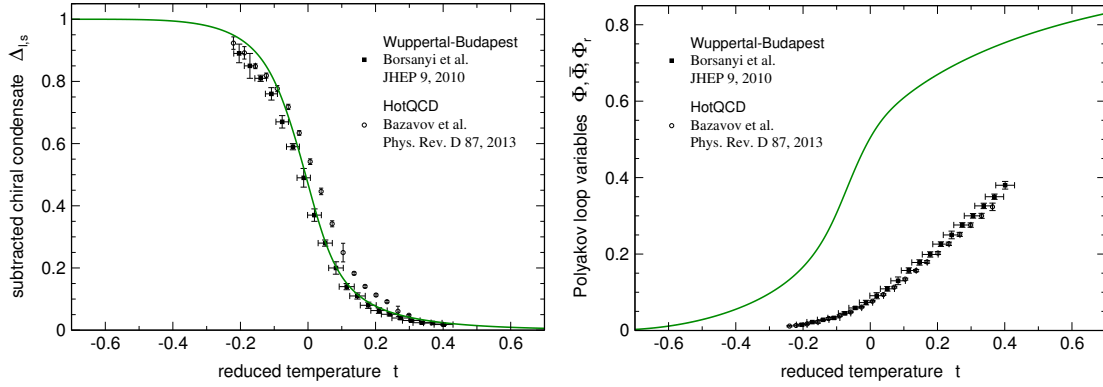 subtracted chiral condensate Δl,s
1
0.8
0.6
0.4
0.2
0
Wuppertal-Budapest
Borsanyi et al.
JHEP 9, 2010
HotQCD
Bazavov et al.
Phys. Rev. D 87, 2013
-0.6 -0.4 -0.2 0 0.2 0.4 0.6
reduced temperature t
Polyakov loop variables Φ, Φ̄, Φr
0.8
0.6
0.4
0.2
0
Wuppertal-Budapest
Borsanyi et al.
JHEP 9, 2010
HotQCD
Bazavov et al.
Phys. Rev. D 87, 2013
-0.6 -0.4 -0.2 0 0.2 0.4 0.6
reduced temperature t